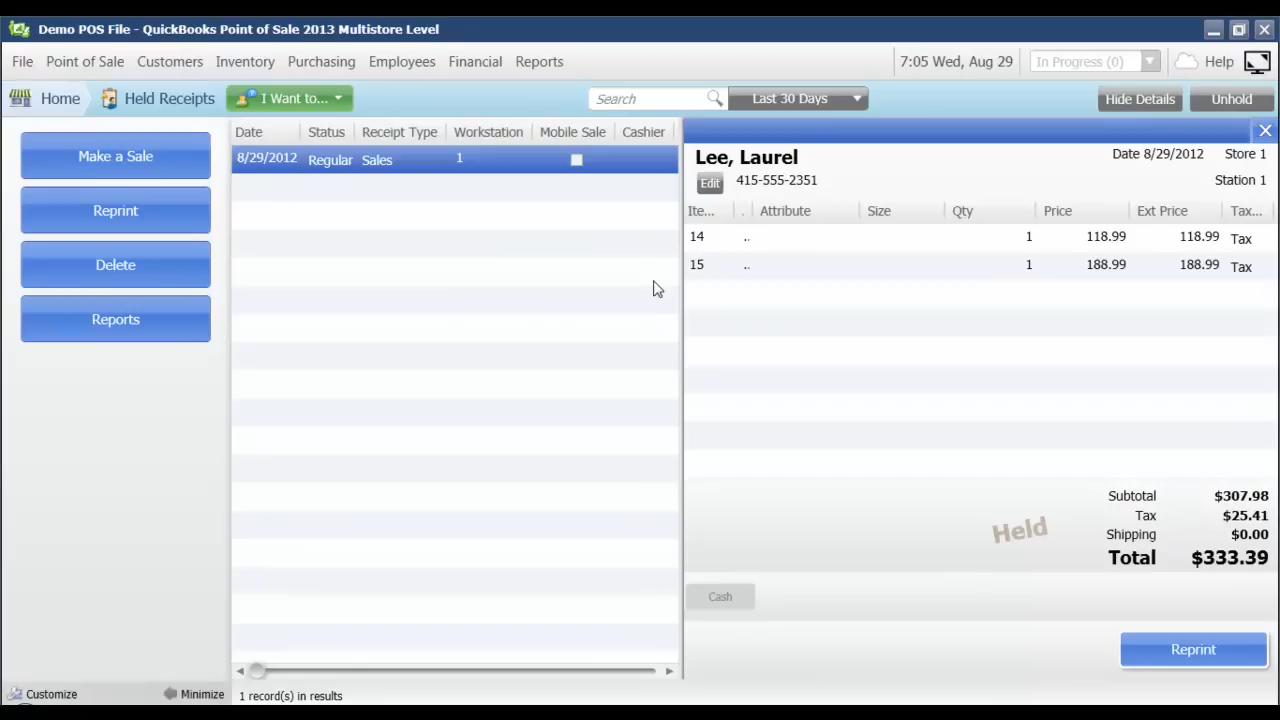 Demo POS File - QuickBooks Point of Sale 2013 Multistore Level
File Point of Sale Customers Employees Inventory Purchasing Employees Financial Reports 7:05 Wed, Aug 29 In Progress (0) Help
Home Held Receipts I Want to... Search Last 30 Days Hide Details Unhold
Make a Sale
Reprint
Delete
Reports
Date Status Receipt Type Workstation Mobile Sale Cashier
8/29/2012 Regular Sales 1
Lee, Laurel Date 8/29/2012 Store 1
Edit 415-555-2351 Station 1
Ite... . Attribute Size Qty Price Ext Price Tax...
14 .. 1 118.99 118.99 Tax
15 .. 1 188.99 188.99 Tax
Subtotal $307.98
Tax $25.41
Held
Shipping $0.00
Total $333.39
Cash
Reprint
Customize Minimize 1 record(s) in results